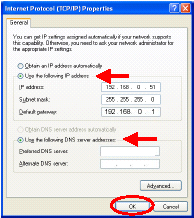 Internet Protocol (TCP/IP) Properties
General
You can get IP settings assigned automatically if your network supports
this capability. Otherwise, you need to ask your network administrator for
the appropriate IP settings.
Obtain an IP address automatically
Use the following IP address:
IP address: 192 . 168 . 0 . 51
Subnet mask: 255 . 255 . 255 . 0
Default gateway: 192 . 168 . 0 . 1
Obtain DNS server address automatically
Use the following DNS server addresses:
Preferred DNS server:
Alternate DNS server:
Advanced...
OK Cancel